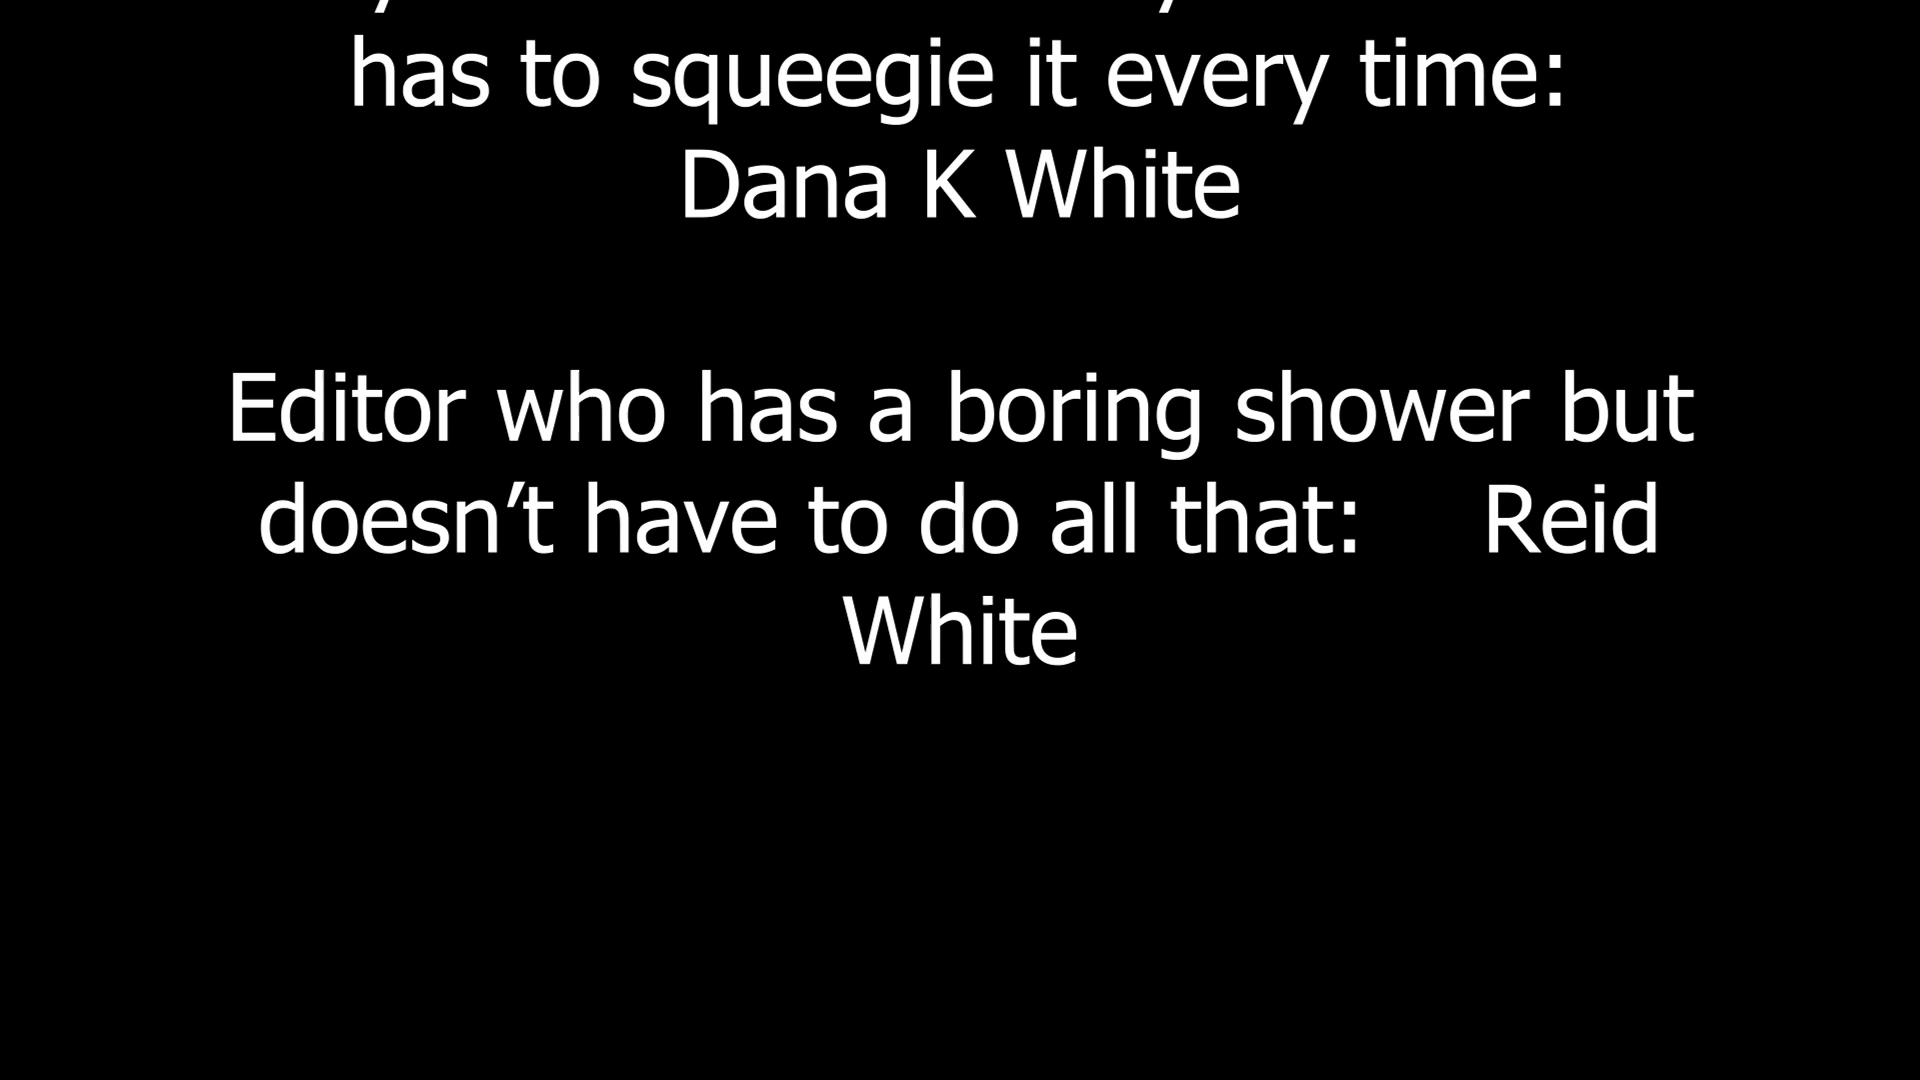 has to squeegie it every time:
Dana K White
Editor who has a boring shower but
doesn’t have to do all that: Reid
White